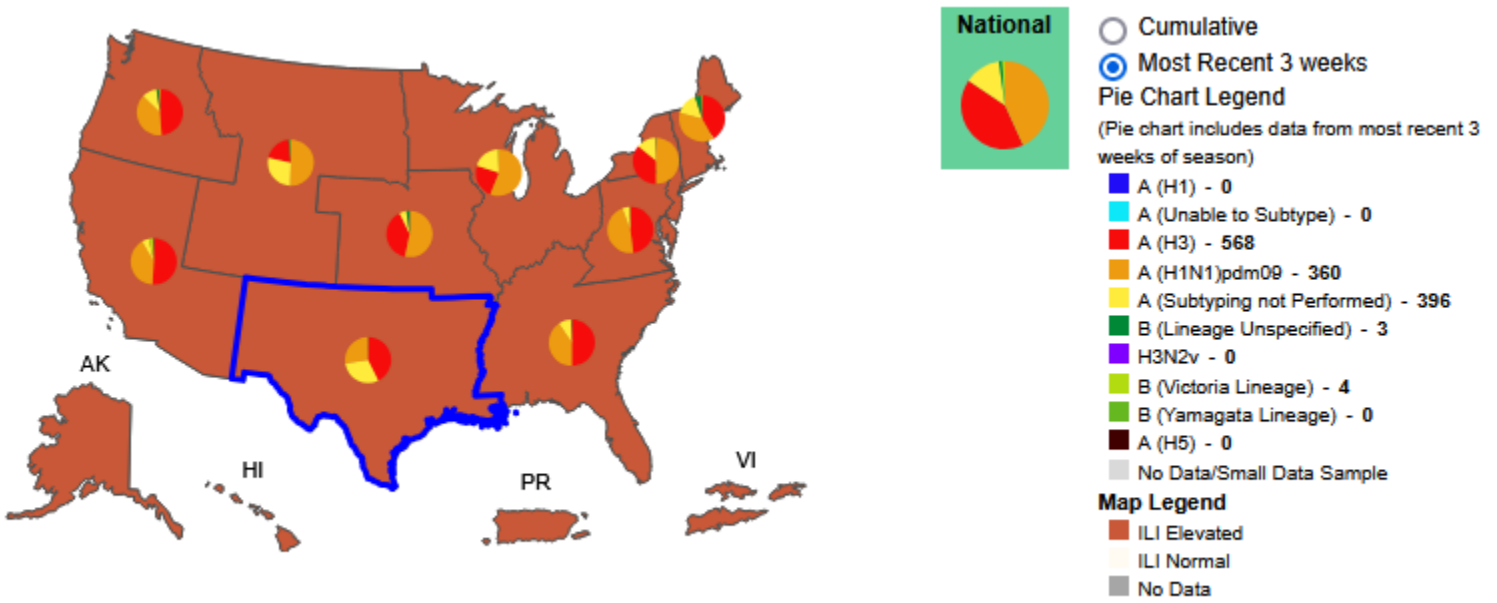 National
Cumulative
Most Recent 3 weeks
Pie Chart Legend
(Pie chart includes data from most recent 3
weeks of season)
A (H1) - 0
A (Unable to Subtype) - 0
A (H3) - 568
A (H1N1)pdm09 - 360
A (Subtyping not Performed) - 396
B (Lineage Unspecified) - 3
H3N2v - 0
B (Victoria Lineage) - 4
B (Yamagata Lineage) - 0
A (H5) - 0
No Data/Small Data Sample
Map Legend
ILI Elevated
ILI Normal
No Data
AK
HI
PR
VI